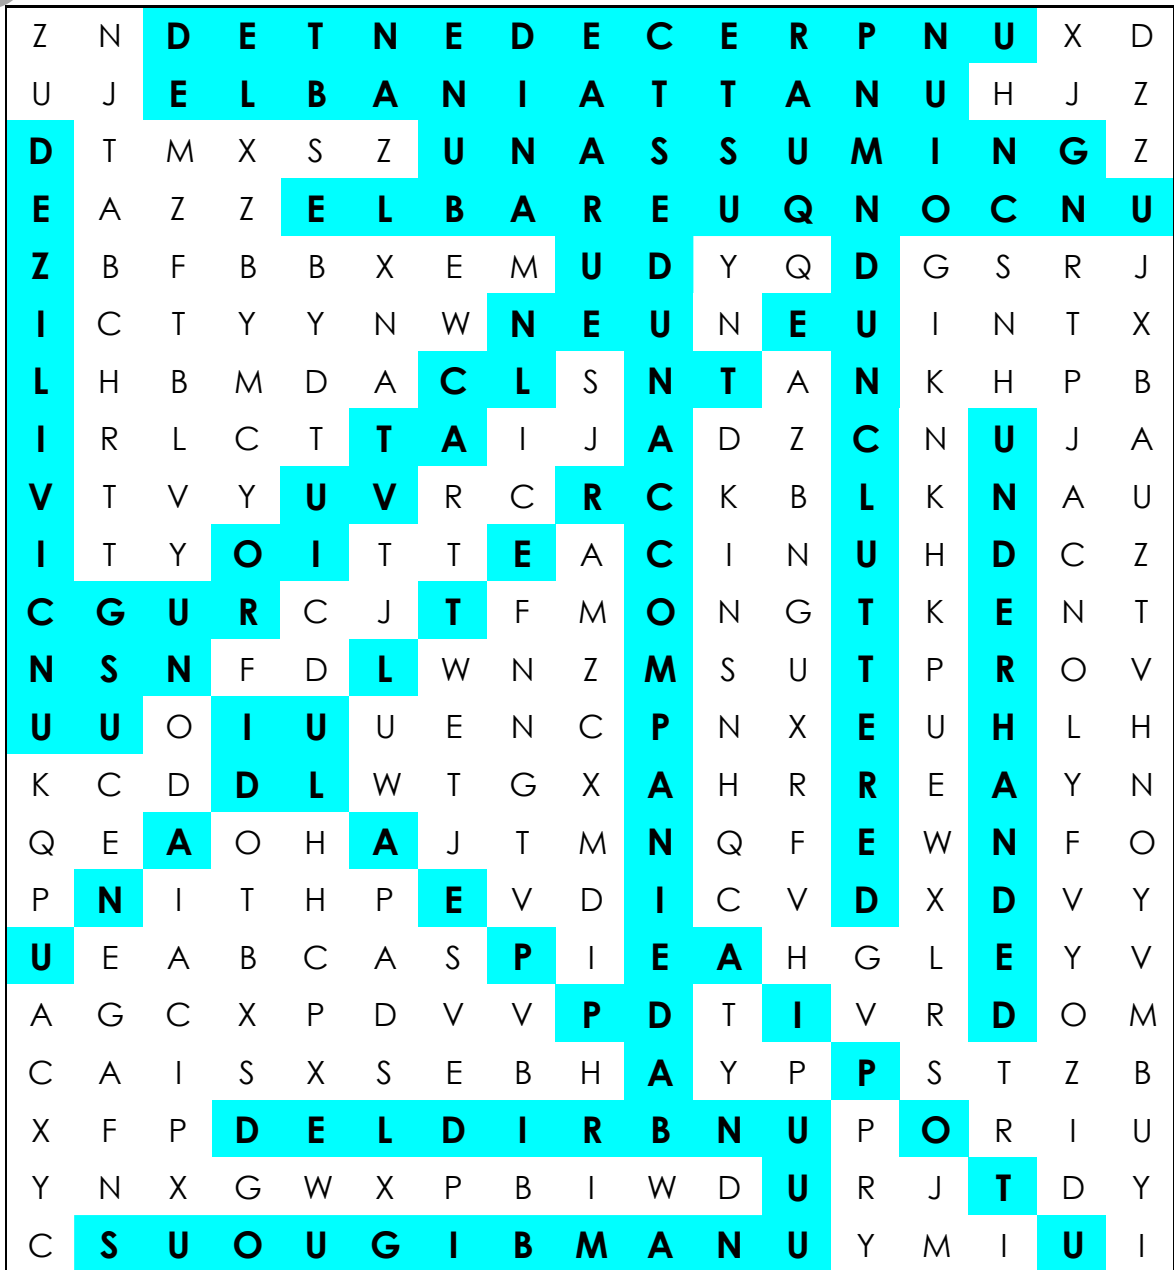 Z N D E T N E D E C E R P N U X D
U J E L B A N I A T T A N U H J Z
D T M X S Z U N A S S U M I N G Z
E A Z Z E L B A R E U Q N O C N U
Z B F B B X E M U D Y Q D G S R J
I C T Y Y N W N E U N E U I N T X
L H B M D A C L S N T A N K H P B
I R L C T T A I J A D Z C N U J A
V T V Y U V R C R C K B L K N A U
I T Y O I T T E A C I N U H D C Z
C G U R C J T F M O N G T K E N T
N S N F D L W N Z M S U T P R O V
U U O I U U E N C P N X E U H L H
K C D D L W T G X A H R R E A Y N
Q E A O H A J T M N Q F E W N F O
P N I T H P E V D I C V D X D V Y
U E A B C A S P I E A H G L E Y V
A G C X P D V V P D T I V R D O M
C A I S X S E B H A Y P P S T Z B
X F P D E L D I R B N U P O R I U
Y N X G W X P B I W D U R J T D Y
C S U O U G I B M A N U Y M I U I